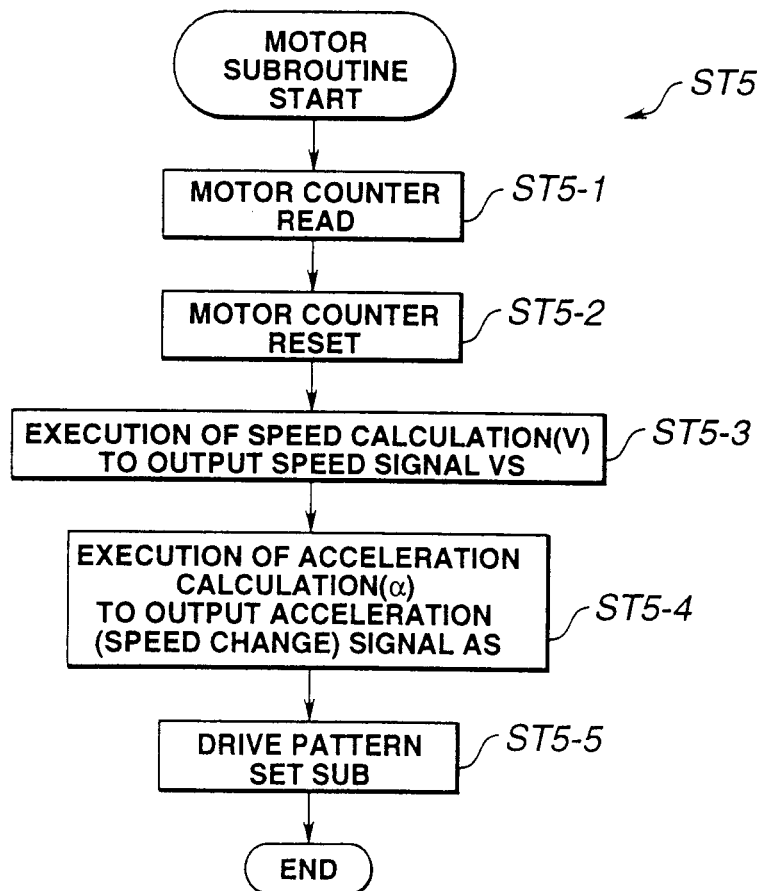 MOTOR
SUBROUTINE
START
ST5
MOTOR COUNTER
READ
ST5-1
MOTOR COUNTER
RESET
ST5-2
EXECUTION OF SPEED CALCULATION(V)
TO OUTPUT SPEED SIGNAL VS
ST5-3
EXECUTION OF ACCELERATION
CALCULATION(α)
TO OUTPUT ACCELERATION
(SPEED CHANGE) SIGNAL AS
ST5-4
DRIVE PATTERN
SET SUB
ST5-5
END